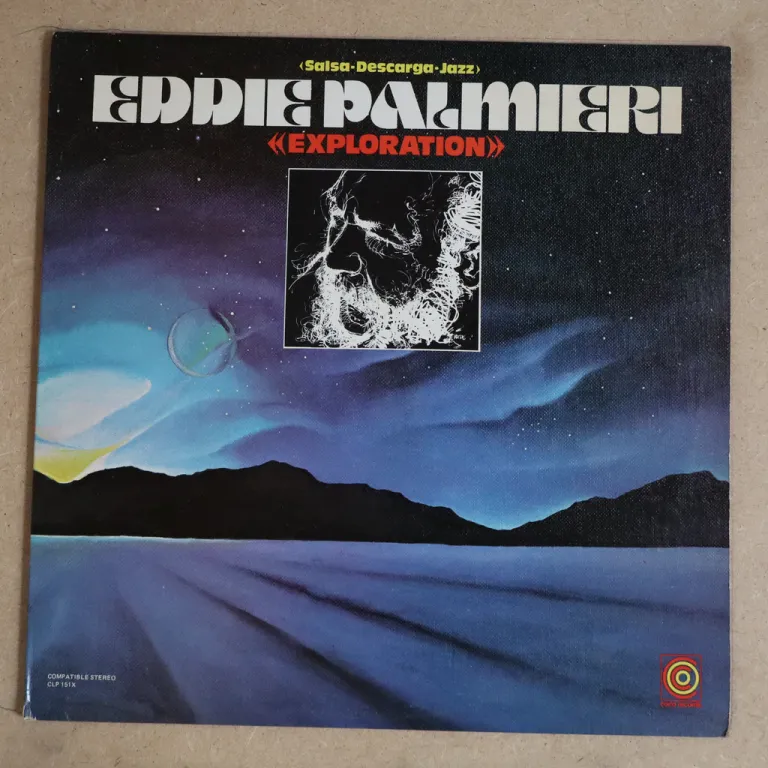 ‹Salsa-Descarga-Jazz›
EDDIE PALMIERI
«EXPLORATION»
COMPATIBLE STEREO
CLP 151X